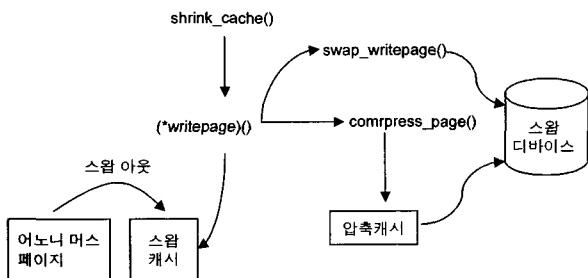 shrink_cache()
swap_writepage()
(*writepage)()
comrpress_page()
스왑
디바이스
스왑 아웃
어노니 머스
페이지
스왑
캐시
압축캐시